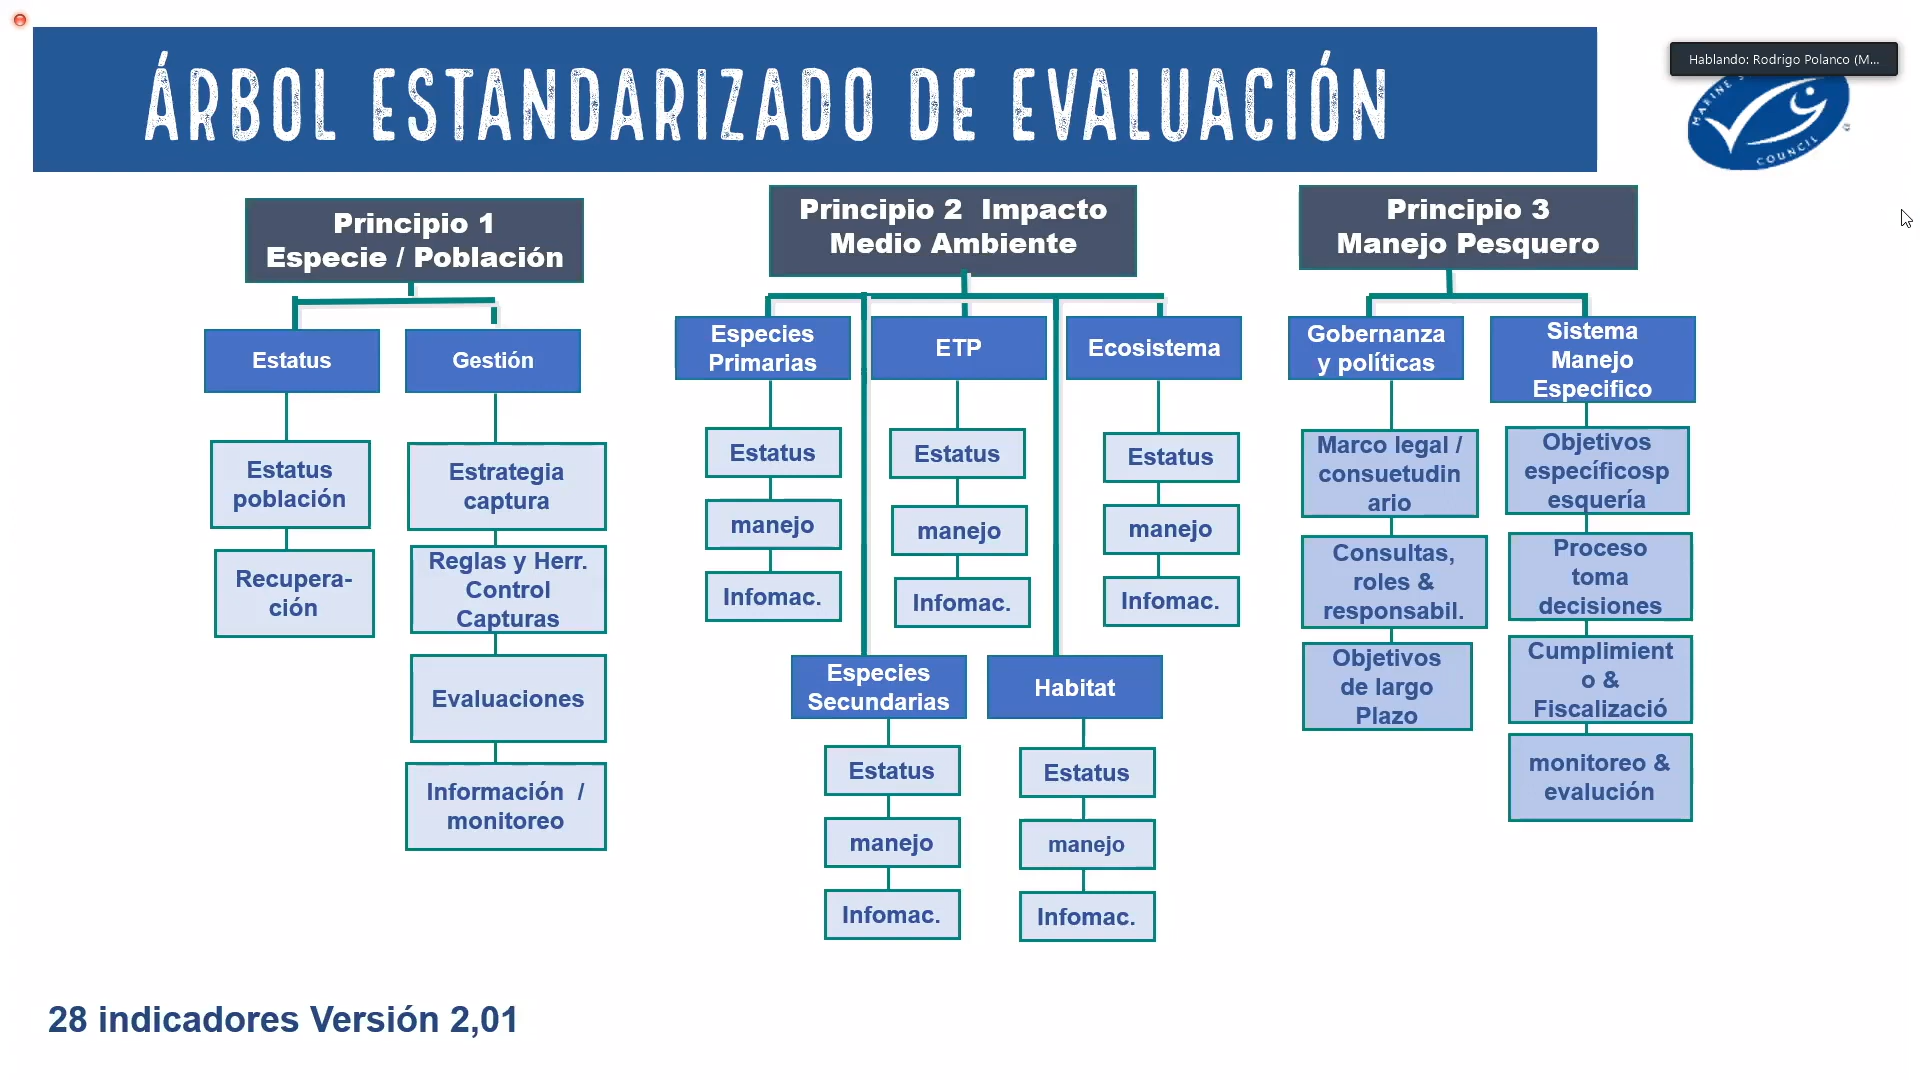 Hablando: Rodrigo Polanco (M...
ÁRBOL ESTANDARIZADO DE EVALUACIÓN
MARINE
COUNCIL
Principio 1
Especie / Población
Estatus
Gestión
Estatus
población
Recupera-
ción
Estrategia
captura
Reglas y Herr.
Control
Capturas
Evaluaciones
Información /
monitoreo
Principio 2 Impacto
Medio Ambiente
Especies
Primarias
ETP
Ecosistema
Estatus
manejo
Infomac.
Estatus
manejo
Infomac.
Estatus
manejo
Infomac.
Especies
Secundarias
Habitat
Estatus
manejo
Infomac.
Estatus
manejo
Infomac.
Principio 3
Manejo Pesquero
Gobernanza
y políticas
Sistema
Manejo
Especifico
Marco legal /
consuetudin
ario
Consultas,
roles &
responsabil.
Objetivos
de largo
Plazo
Objetivos
específicosp
esquería
Proceso
toma
decisiones
Cumplimient
o &
Fiscalizació
monitoreo &
evalución
28 indicadores Versión 2,01